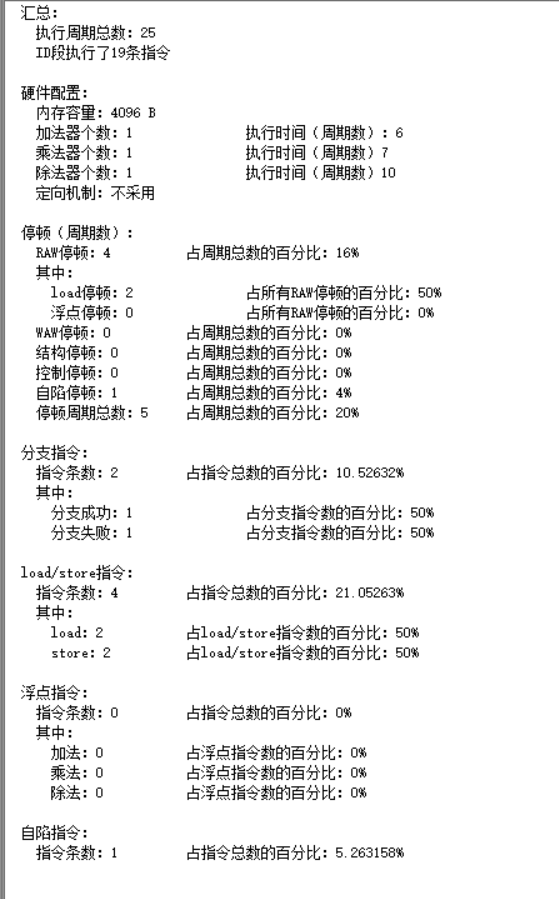 汇总:
执行周期总数: 25
ID段执行了19条指令
硬件配置:
内存容量: 4096 B
加法器个数: 1 执行时间（周期数）: 6
乘法器个数: 1 执行时间（周期数）7
除法器个数: 1 执行时间（周期数）10
定向机制: 不采用
停顿（周期数）:
RAW停顿: 4 占周期总数的百分比: 16%
其中:
load停顿: 2 占所有RAW停顿的百分比: 50%
浮点停顿: 0 占所有RAW停顿的百分比: 0%
WAW停顿: 0 占周期总数的百分比: 0%
结构停顿: 0 占周期总数的百分比: 0%
控制停顿: 0 占周期总数的百分比: 0%
自陷停顿: 1 占周期总数的百分比: 4%
停顿周期总数: 5 占周期总数的百分比: 20%
分支指令:
指令条数: 2 占指令总数的百分比: 10.52632%
其中:
分支成功: 1 占分支指令数的百分比: 50%
分支失败: 1 占分支指令数的百分比: 50%
load/store指令:
指令条数: 4 占指令总数的百分比: 21.05263%
其中:
load: 2 占load/store指令数的百分比: 50%
store: 2 占load/store指令数的百分比: 50%
浮点指令:
指令条数: 0 占指令总数的百分比: 0%
其中:
加法: 0 占浮点指令数的百分比: 0%
乘法: 0 占浮点指令数的百分比: 0%
除法: 0 占浮点指令数的百分比: 0%
自陷指令:
指令条数: 1 占指令总数的百分比: 5.263158%